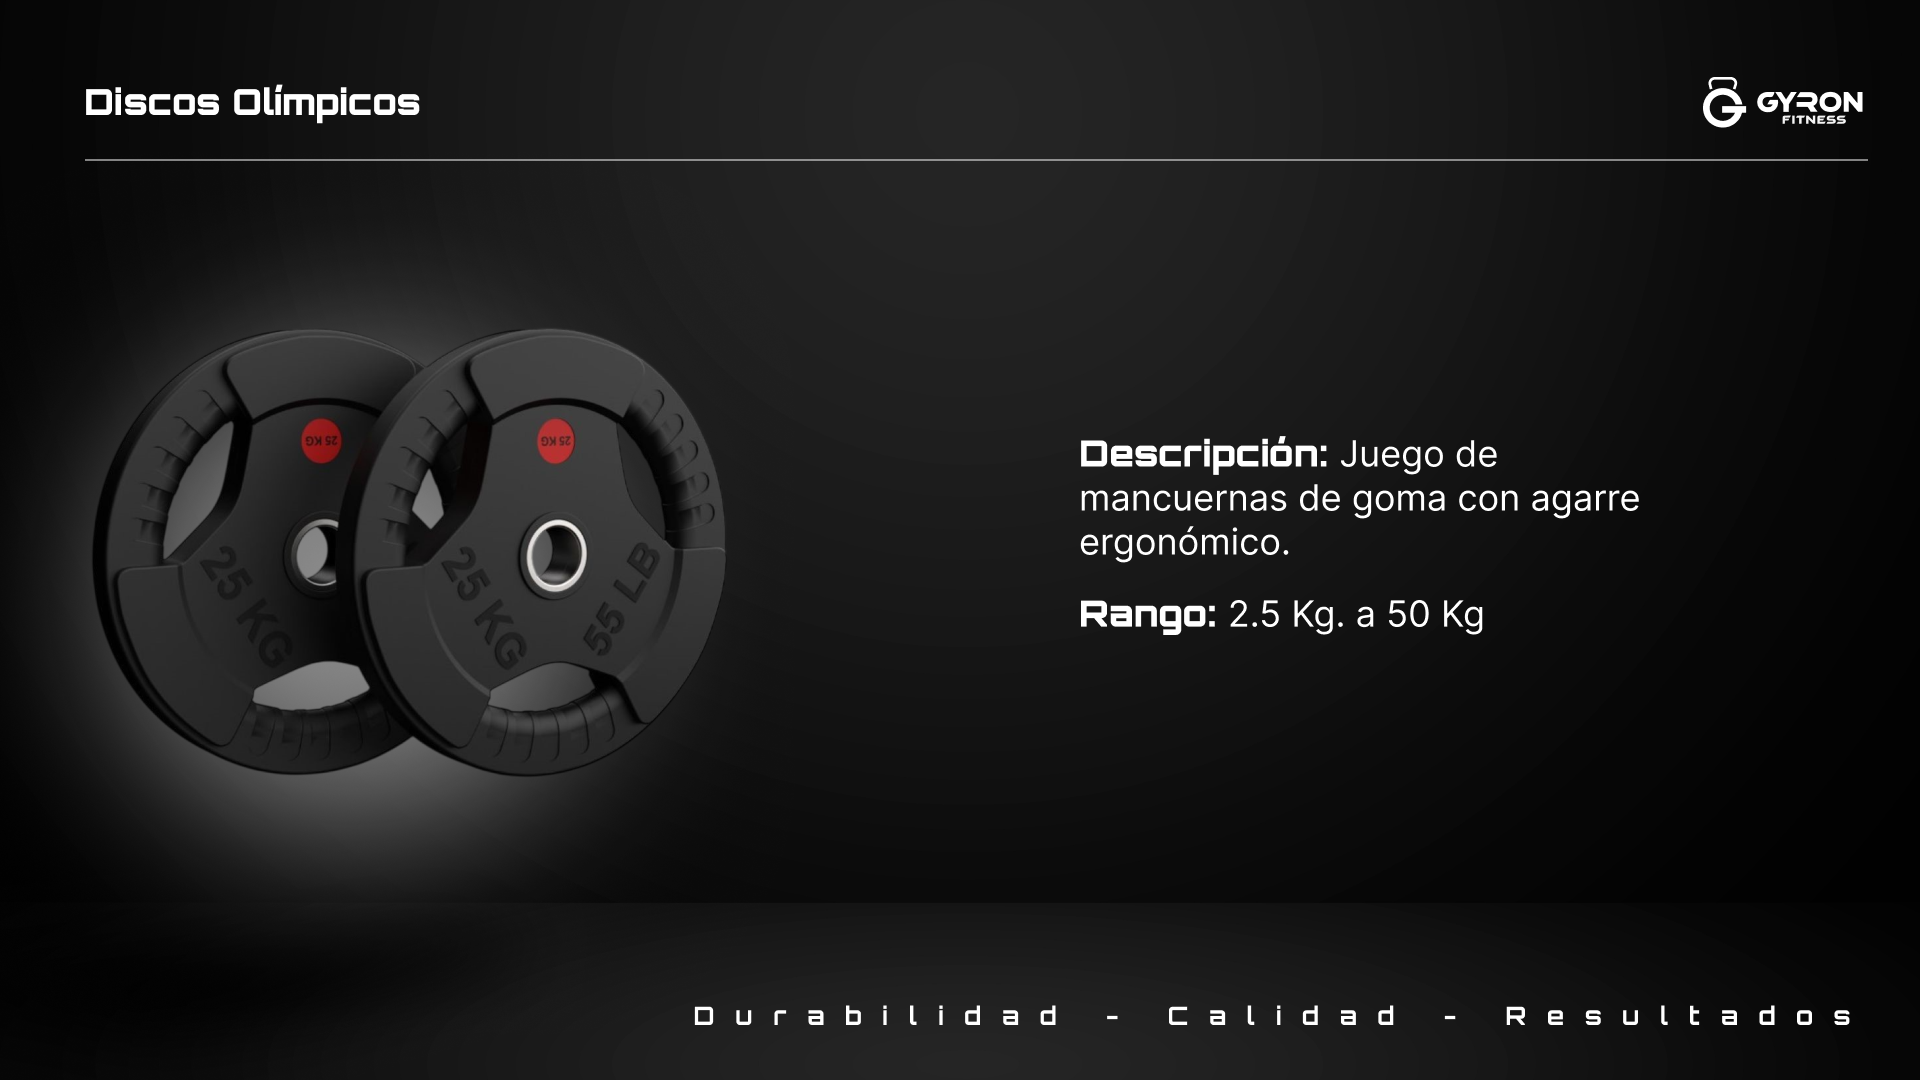 Discos Olímpicos
GYRON
FITNESS
25 KG
25 KG
25 KG
25 KG
55 LB
Descripción: Juego de
mancuernas de goma con agarre
ergonómico.
Rango: 2.5 Kg. a 50 Kg
Durabilidad - Calidad - Resultados